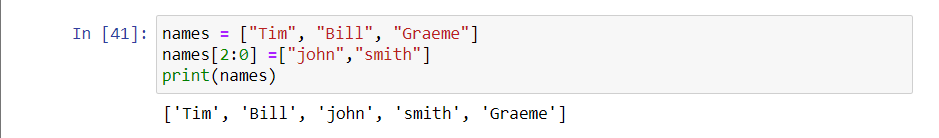 In [41]: names = ["Tim", "Bill", "Graeme"]
names[2:0] =["john","smith"]
print(names)
['Tim', 'Bill', 'john', 'smith', 'Graeme']